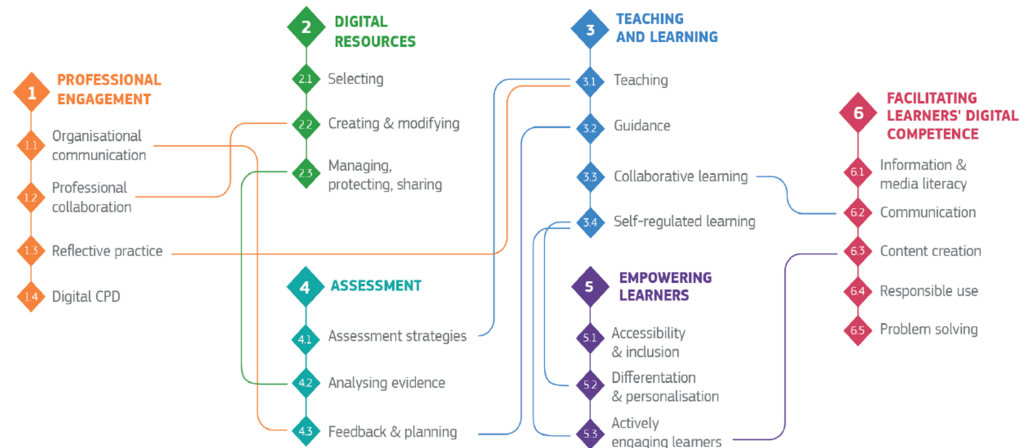 1
PROFESSIONAL
ENGAGEMENT
1.1
Organisational
communication
1.2
Professional
collaboration
1.3
Reflective practice
1.4
Digital CPD
2
DIGITAL
RESOURCES
2.1
Selecting
2.2
Creating & modifying
2.3
Managing,
protecting, sharing
3
TEACHING
AND LEARNING
3.1
Teaching
3.2
Guidance
3.3
Collaborative learning
3.4
Self-regulated learning
4
ASSESSMENT
4.1
Assessment strategies
4.2
Analysing evidence
4.3
Feedback & planning
5
EMPOWERING
LEARNERS
5.1
Accessibility
& inclusion
5.2
Differentation
& personalisation
5.3
Actively
engaging learners
6
FACILITATING
LEARNERS' DIGITAL
COMPETENCE
6.1
Information &
media literacy
6.2
Communication
6.3
Content creation
6.4
Responsible use
6.5
Problem solving